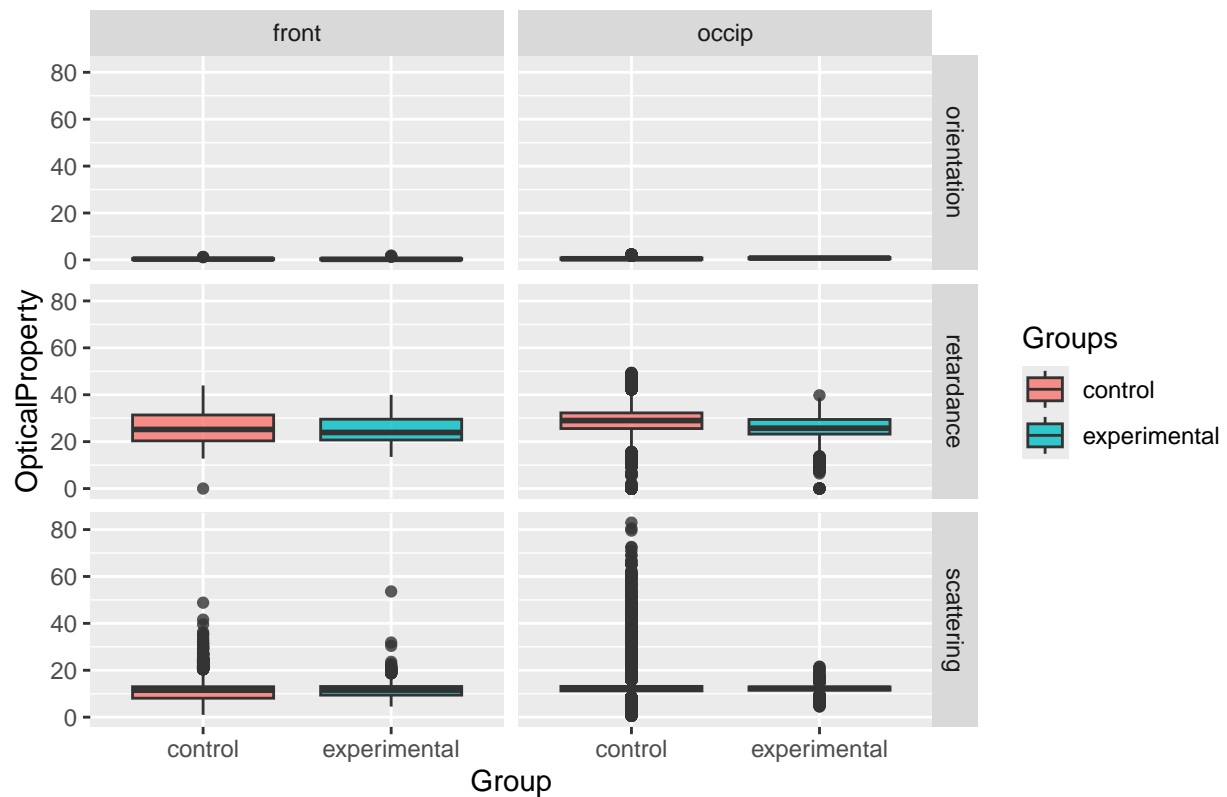 front
occip
80
60
40
20
0
orientation
80
60
40
20
0
retardance
80
60
40
20
0
scattering
OpticalProperty
control
experimental
control
experimental
Group
Groups
control
experimental